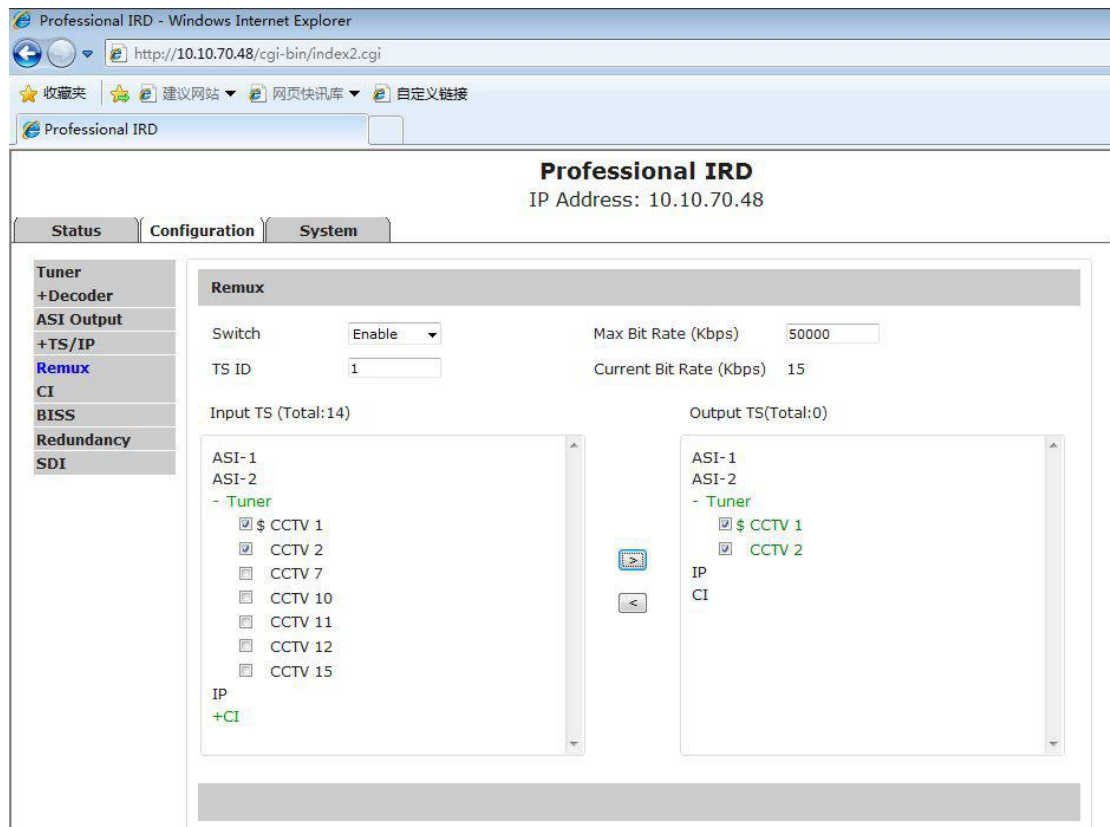 Professional IRD - Windows Internet Explorer
http://10.10.70.48/cgi-bin/index2.cgi
收藏夹 建议网站 网页快讯库 自定义链接
Professional IRD
Professional IRD
IP Address: 10.10.70.48
Status Configuration System
Tuner
+Decoder
ASI Output
+TS/IP
Remux
CI
BISS
Redundancy
SDI
Remux
Switch Enable Max Bit Rate (Kbps) 50000
TS ID 1 Current Bit Rate (Kbps) 15
Input TS (Total:14) Output TS(Total:0)
ASI-1
ASI-2
- Tuner
$ CCTV 1
CCTV 2
CCTV 7
CCTV 10
CCTV 11
CCTV 12
CCTV 15
IP
+CI
>
<
ASI-1
ASI-2
- Tuner
$ CCTV 1
CCTV 2
IP
CI